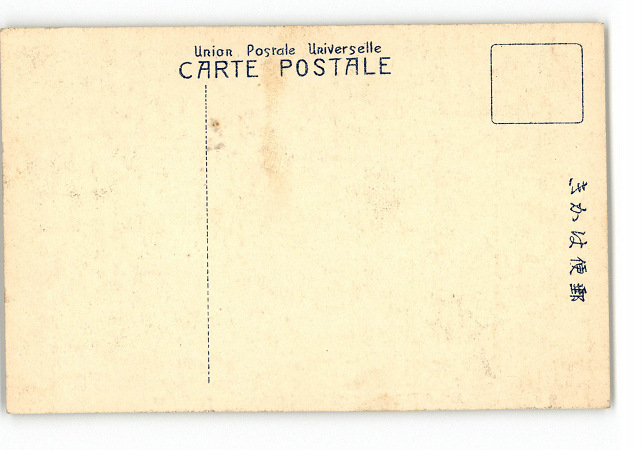 Union Postale Universelle
CARTE POSTALE
郵便はかき